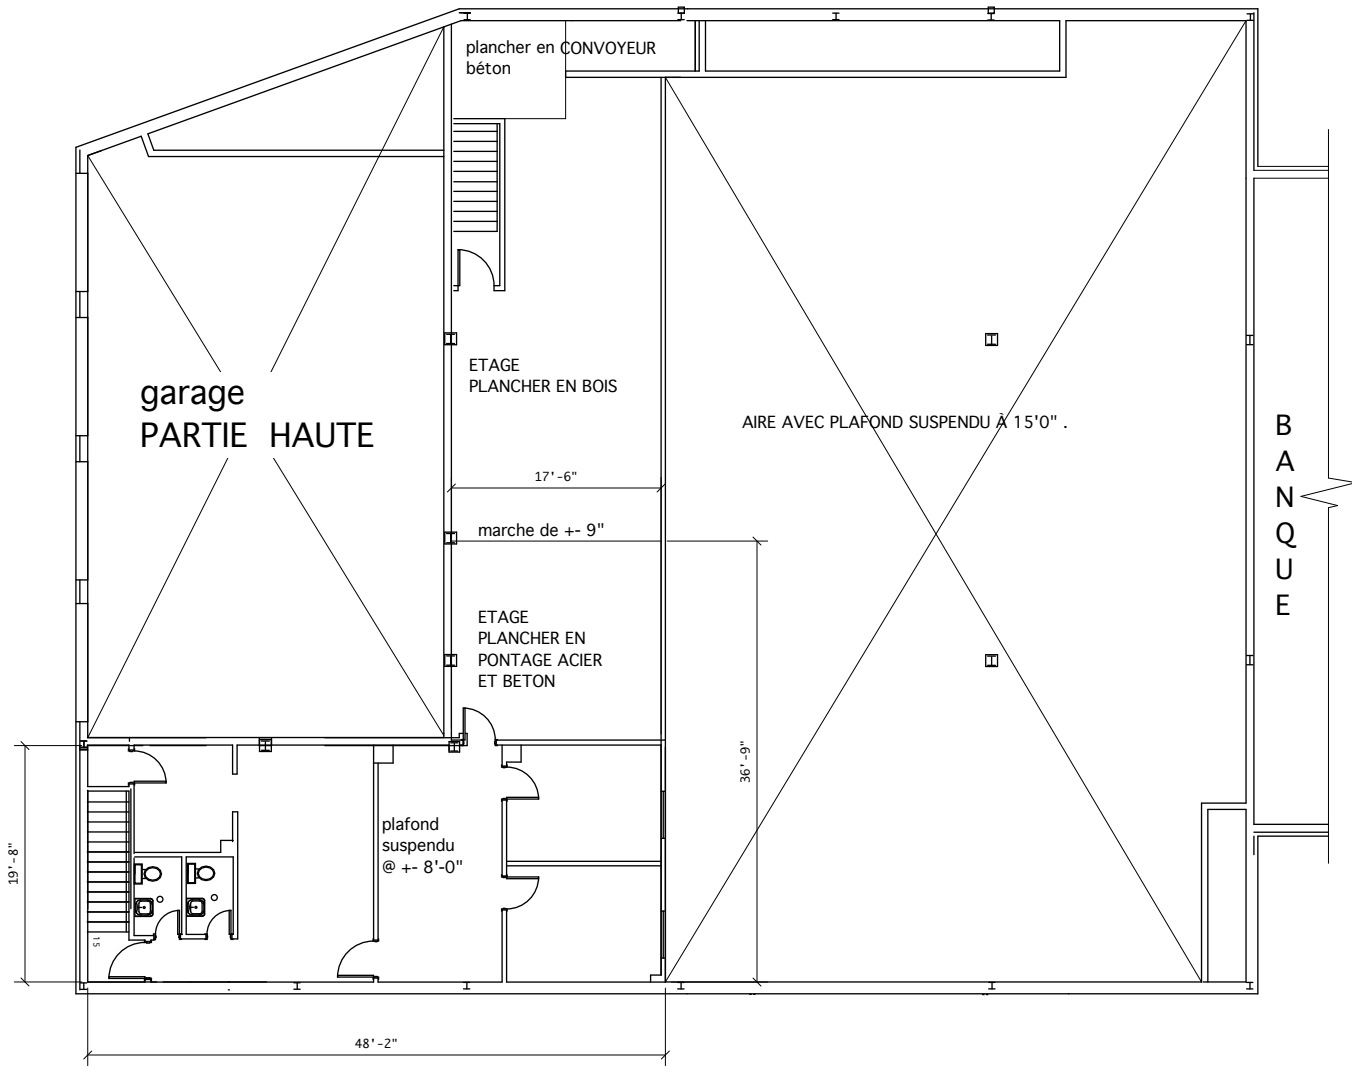 plancher en CONVOYEUR
béton
ETAGE
PLANCHER EN BOIS
garage
PARTIE HAUTE
AIRE AVEC PLAFOND SUSPENDU À 15'0" .
B
A
N
Q
U
E
17'-6"
marche de +- 9"
ETAGE
PLANCHER EN
PONTAGE ACIER
ET BETON
36'-9"
plafond
suspendu
@ +- 8'-0"
19'-8"
15
48'-2"